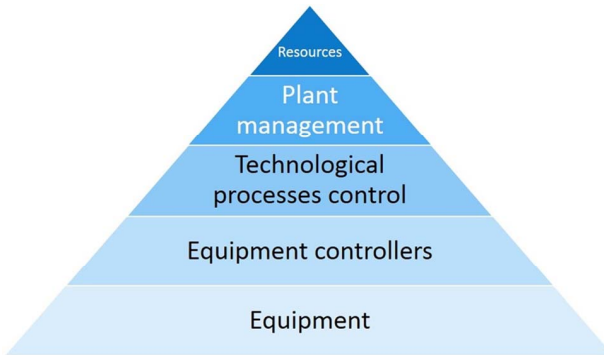 Resources
Plant
management
Technological
processes control
Equipment controllers
Equipment